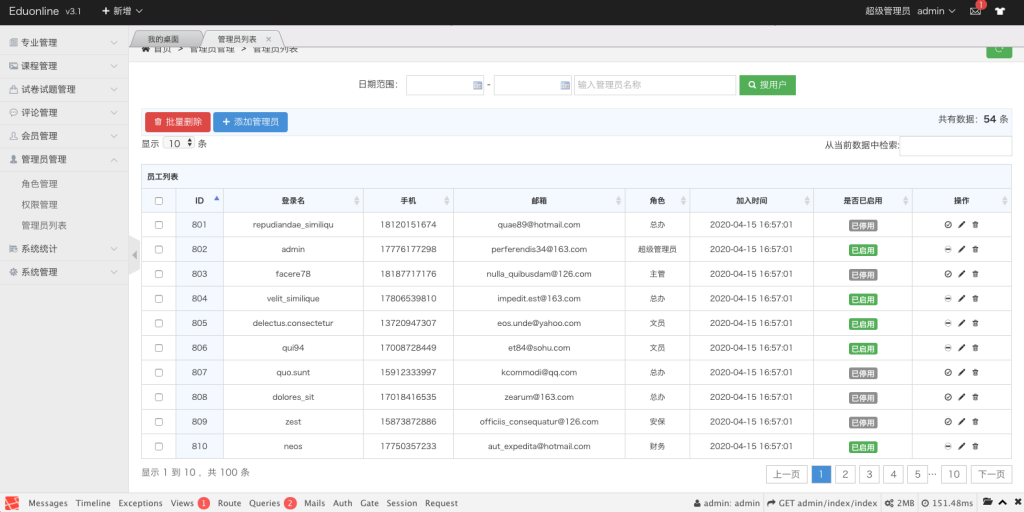 Eduonline v3.1 新增 超级管理员 admin 1
我的桌面 管理员列表
首页 > 管理员管理 > 管理员列表
专业管理
课程管理
试卷试题管理
评论管理
会员管理
管理员管理
角色管理
权限管理
管理员列表
系统统计
系统管理
日期范围: - 输入管理员名称 搜用户
批量删除 添加管理员 共有数据: 54 条
显示 10 条 从当前数据中检索:
员工列表
ID 登录名 手机 邮箱 角色 加入时间 是否已启用 操作
801 repudiandae_similiqu 18120151674 quae89@hotmail.com 总办 2020-04-15 16:57:01 已停用
802 admin 17776177298 perferendis34@163.com 超级管理员 2020-04-15 16:57:01 已启用
803 facere78 18187717176 nulla_quibusdam@126.com 主管 2020-04-15 16:57:01 已停用
804 velit_similique 17806539810 impedit.est@163.com 总办 2020-04-15 16:57:01 已启用
805 delectus.consectetur 13720947307 eos.unde@yahoo.com 文员 2020-04-15 16:57:01 已启用
806 qui94 17008728449 et84@sohu.com 文员 2020-04-15 16:57:01 已启用
807 quo.sunt 15912333997 kcommodi@qq.com 总办 2020-04-15 16:57:01 已停用
808 dolores_sit 17018416535 zearum@163.com 总办 2020-04-15 16:57:01 已停用
809 zest 15873872886 officiis_consequatur@126.com 安保 2020-04-15 16:57:01 已停用
810 neos 17750357233 aut_expedita@hotmail.com 财务 2020-04-15 16:57:01 已启用
显示 1 到 10 ，共 100 条 上一页 1 2 3 4 5 … 10 下一页
Messages Timeline Exceptions Views 1 Route Queries 2 Mails Auth Gate Session Request admin: admin GET admin/index/index 2MB 151.48ms